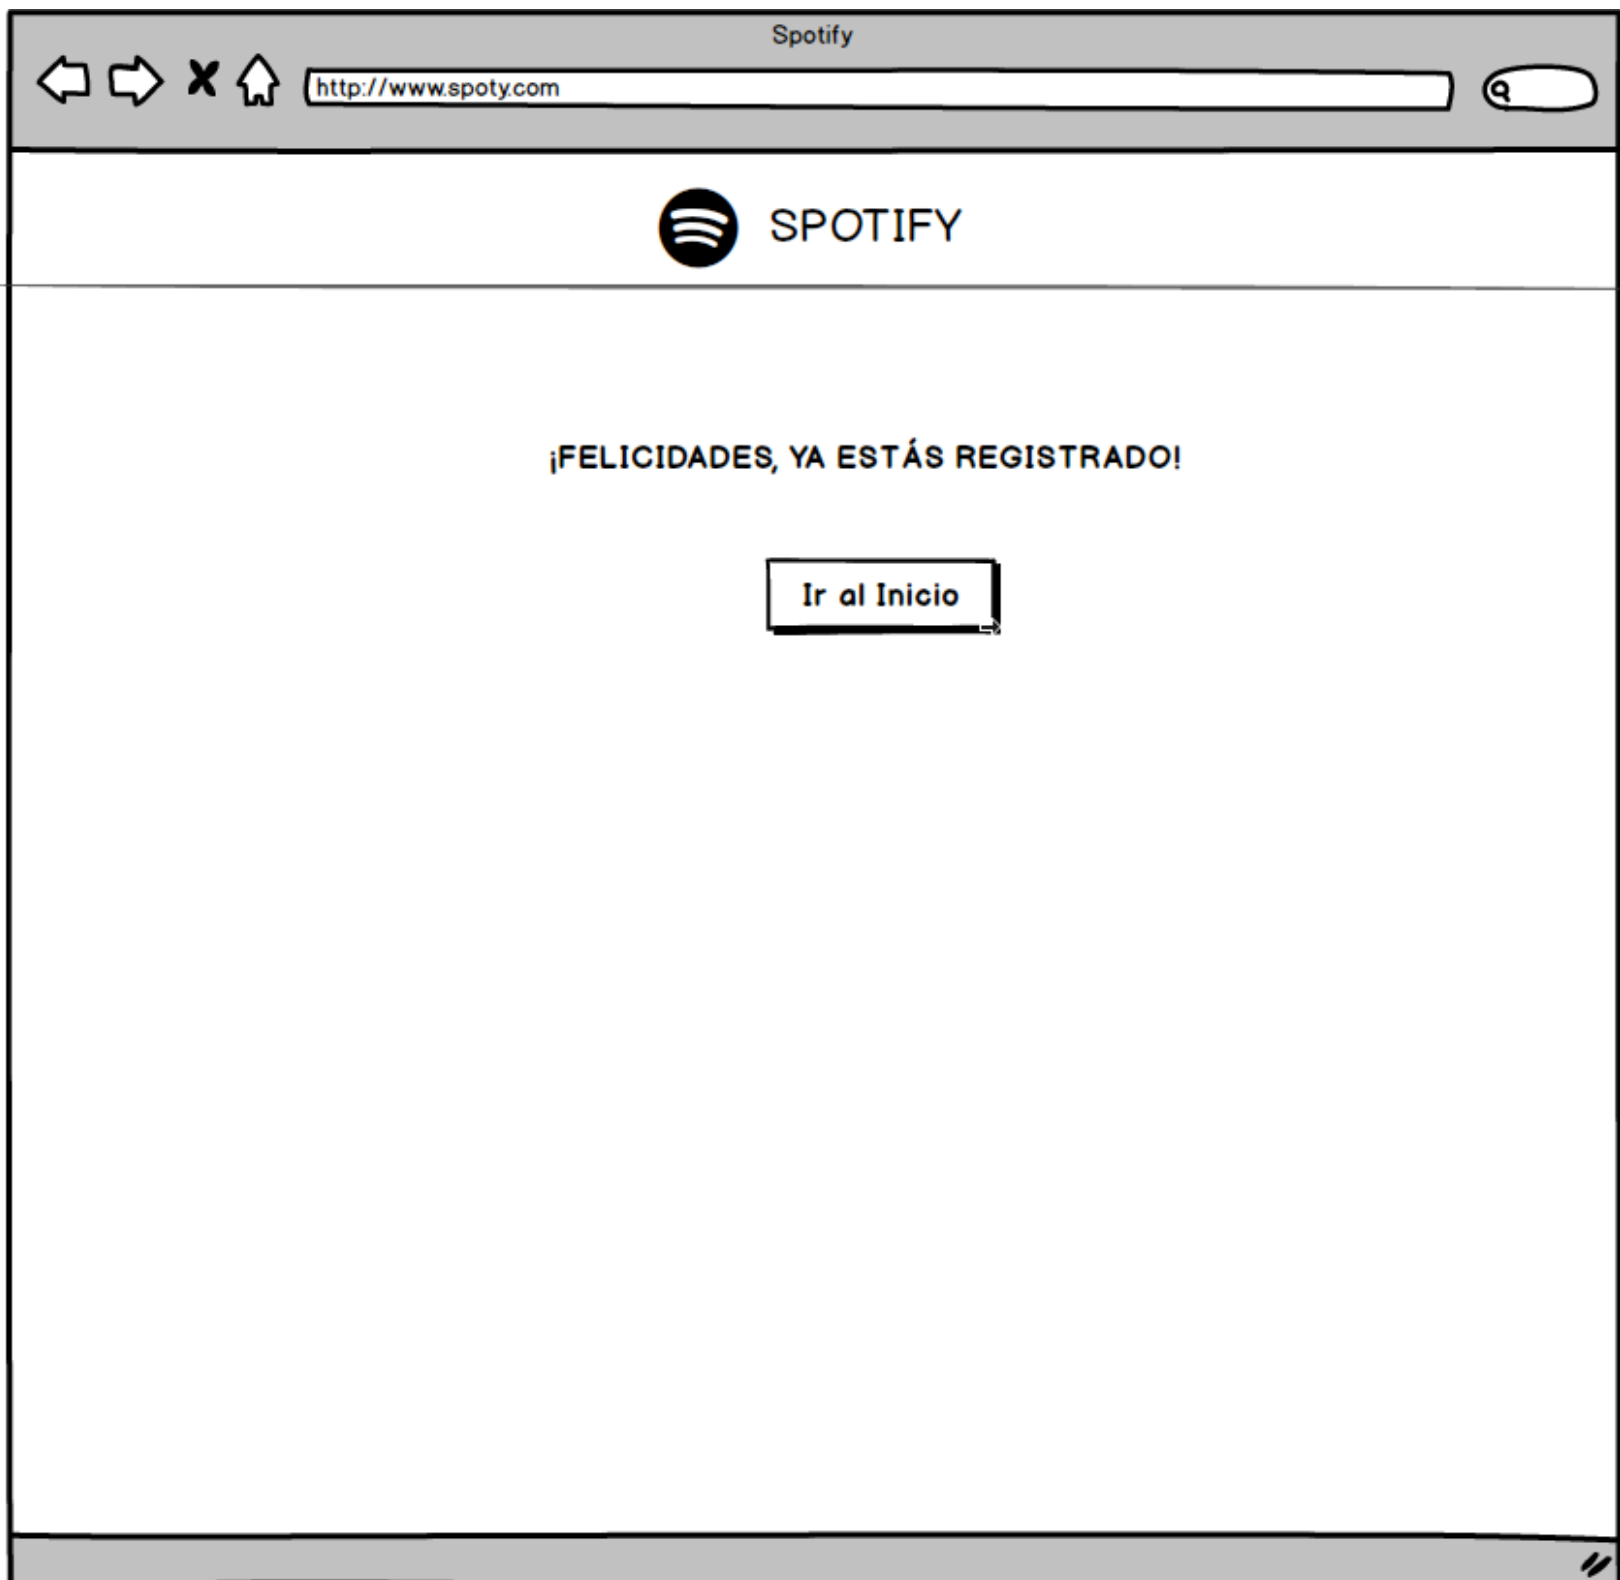 Spotify
http://www.spoty.com
SPOTIFY
¡FELICIDADES, YA ESTÁS REGISTRADO!
Ir al Inicio